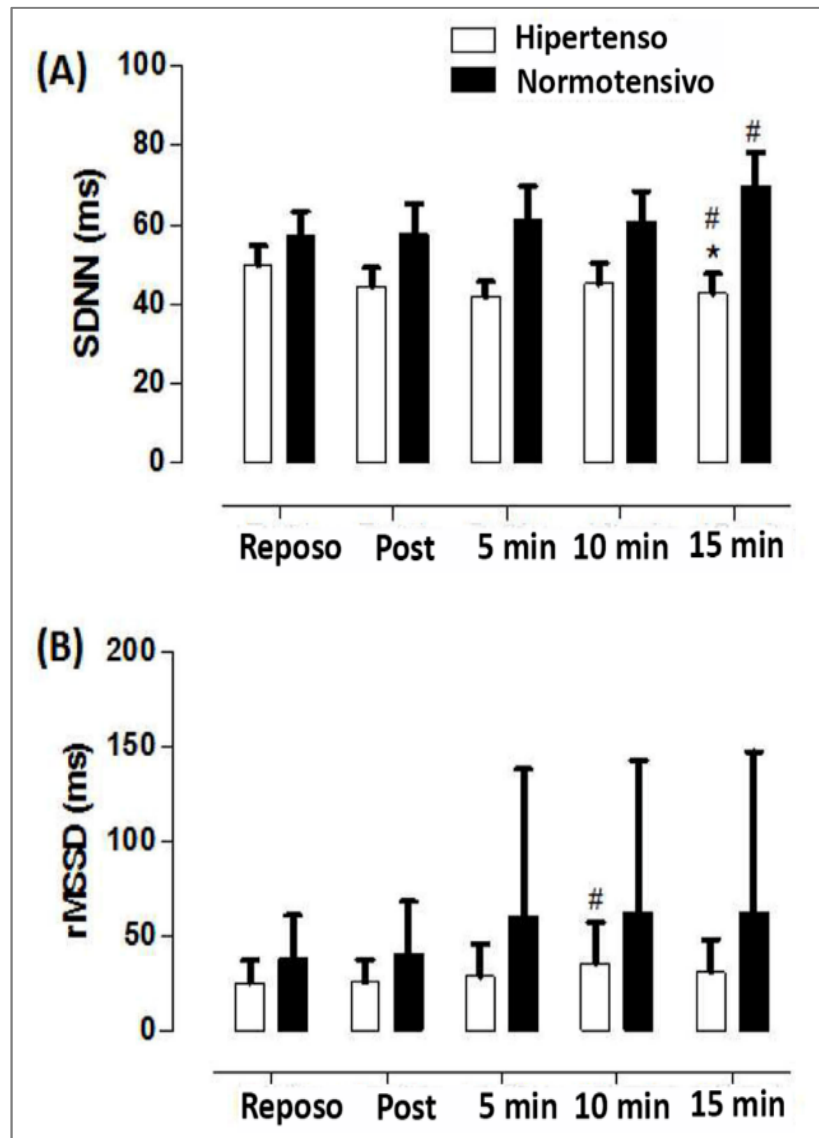 Hipertenso
Normotensivo
(A)
SDNN (ms)
100
80
60
40
20
0
#
#
*
Reposo Post 5 min 10 min 15 min
(B)
rMSSD (ms)
200
150
100
50
0
#
Reposo Post 5 min 10 min 15 min